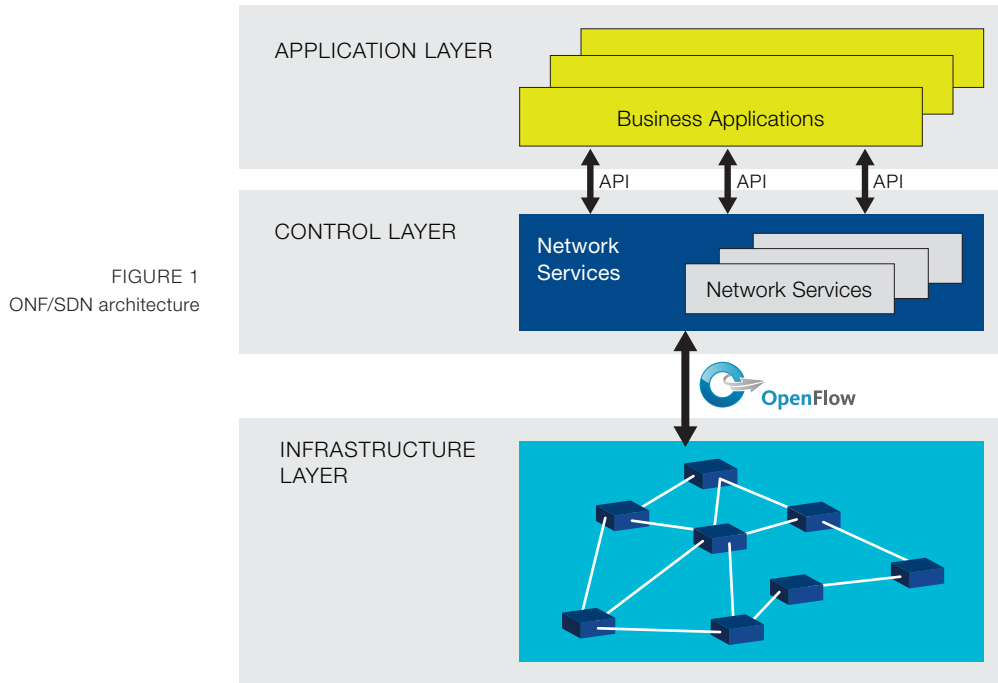 APPLICATION LAYER
Business Applications
API
API
API
CONTROL LAYER
Network
Services
Network Services
FIGURE 1
ONF/SDN architecture
OpenFlow
INFRASTRUCTURE
LAYER